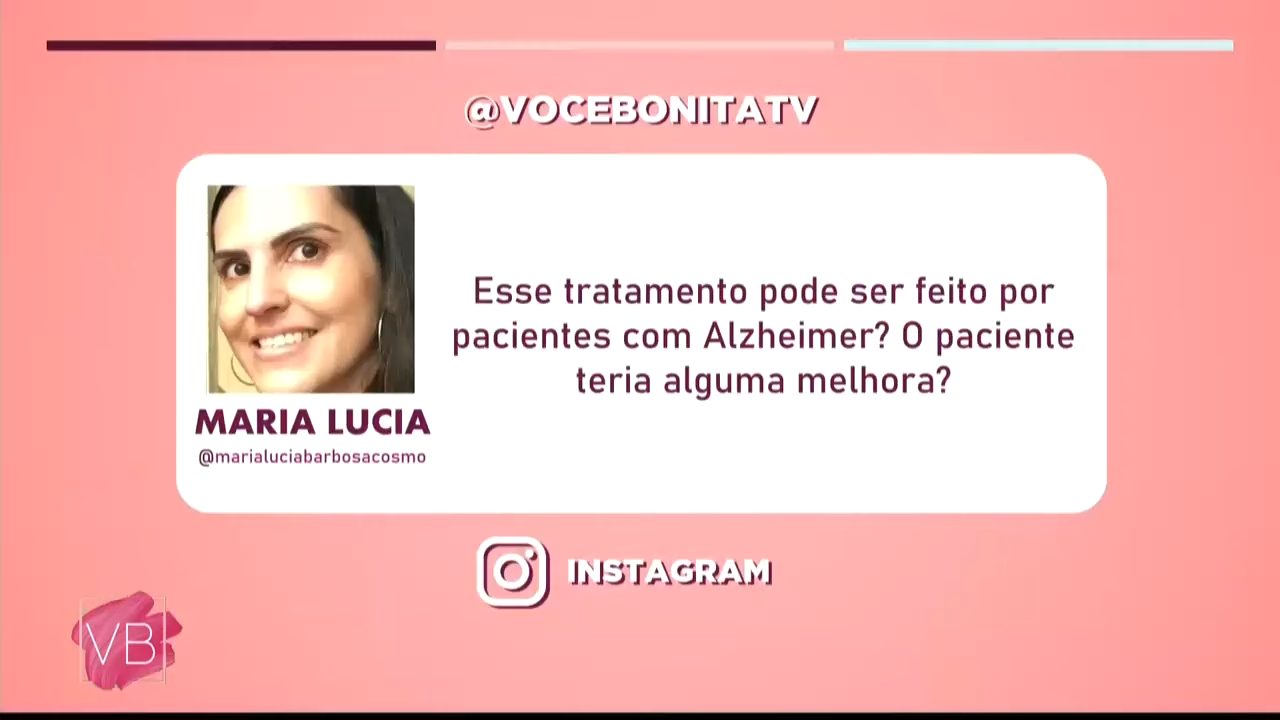 @VOCEBONITATV
Esse tratamento pode ser feito por
pacientes com Alzheimer? O paciente
teria alguma melhora?
MARIA LUCIA
@marialuciabarbosacosmo
INSTAGRAM
VB